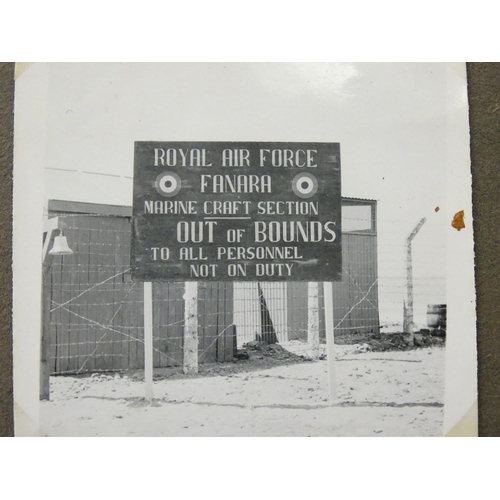 ROYAL AIR FORCE
FANARA
MARINE CRAFT SECTION
OUT OF BOUNDS
TO ALL PERSONNEL
NOT ON DUTY